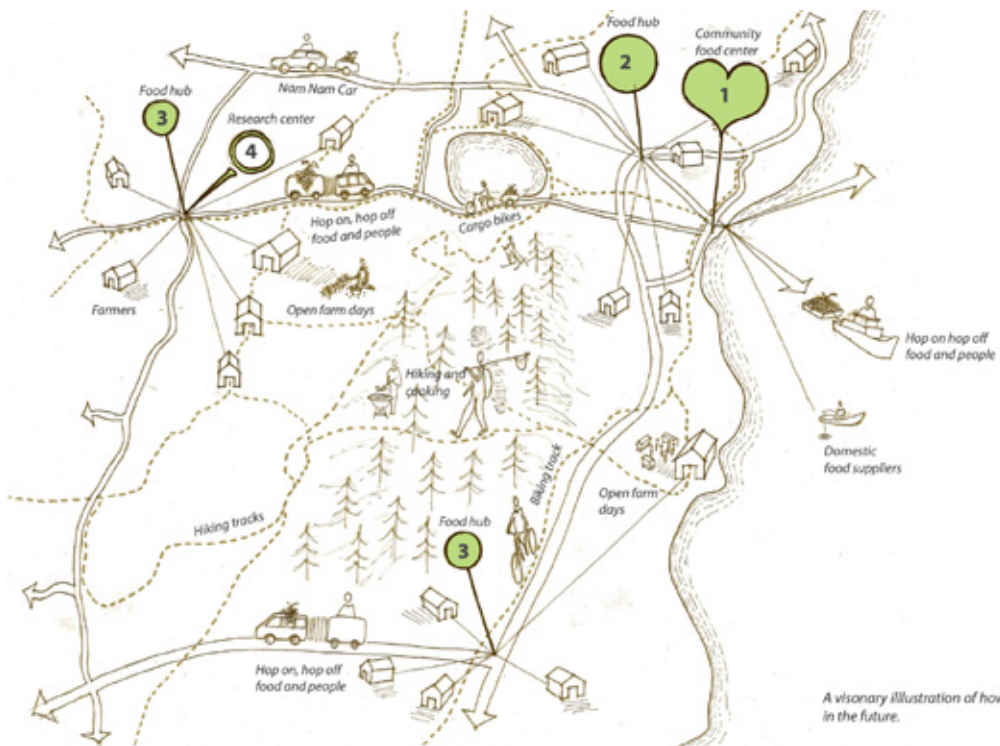 Community
food center
1
Food hub
2
Nam Nam Car
Food hub
3
Research center
4
Hop on, hop off
food and people
Cargo bikes
Farmers
Open farm days
Hop on hop off
food and people
Hiking and
cooking
Domestic
food suppliers
Biking track
Open farm
days
Hiking tracks
Food hub
3
Hop on, hop off
food and people
A visonary illlustration of how
in the future.